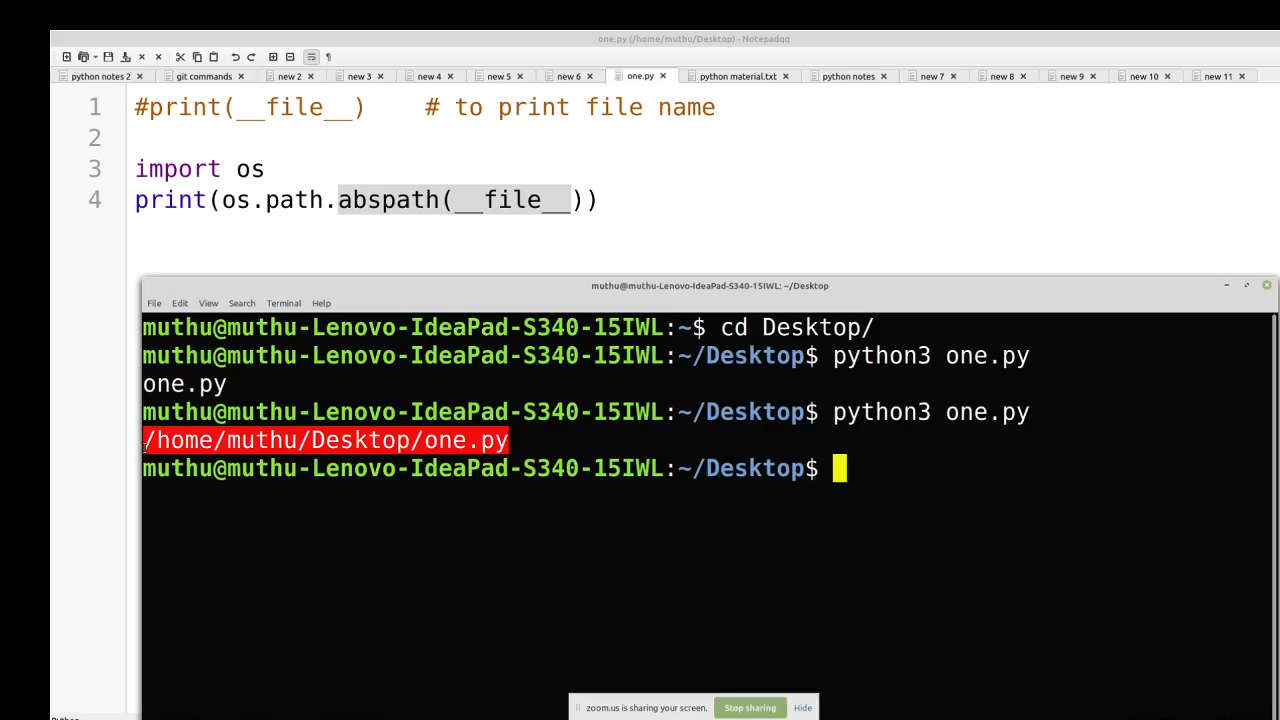 one.py (/home/muthu/Desktop) - Notepadqq
python notes 2 git commands new 2 new 3 new 4 new 5 new 6 one.py python material.txt python notes new 7 new 8 new 9 new 10 new 11
1 #print(__file__) # to print file name
2
3 import os
4 print(os.path.abspath(__file__))
muthu@muthu-Lenovo-IdeaPad-S340-15IWL: ~/Desktop
File Edit View Search Terminal Help
muthu@muthu-Lenovo-IdeaPad-S340-15IWL:~$ cd Desktop/
muthu@muthu-Lenovo-IdeaPad-S340-15IWL:~/Desktop$ python3 one.py
one.py
muthu@muthu-Lenovo-IdeaPad-S340-15IWL:~/Desktop$ python3 one.py
/home/muthu/Desktop/one.py
muthu@muthu-Lenovo-IdeaPad-S340-15IWL:~/Desktop$
zoom.us is sharing your screen. Stop sharing Hide